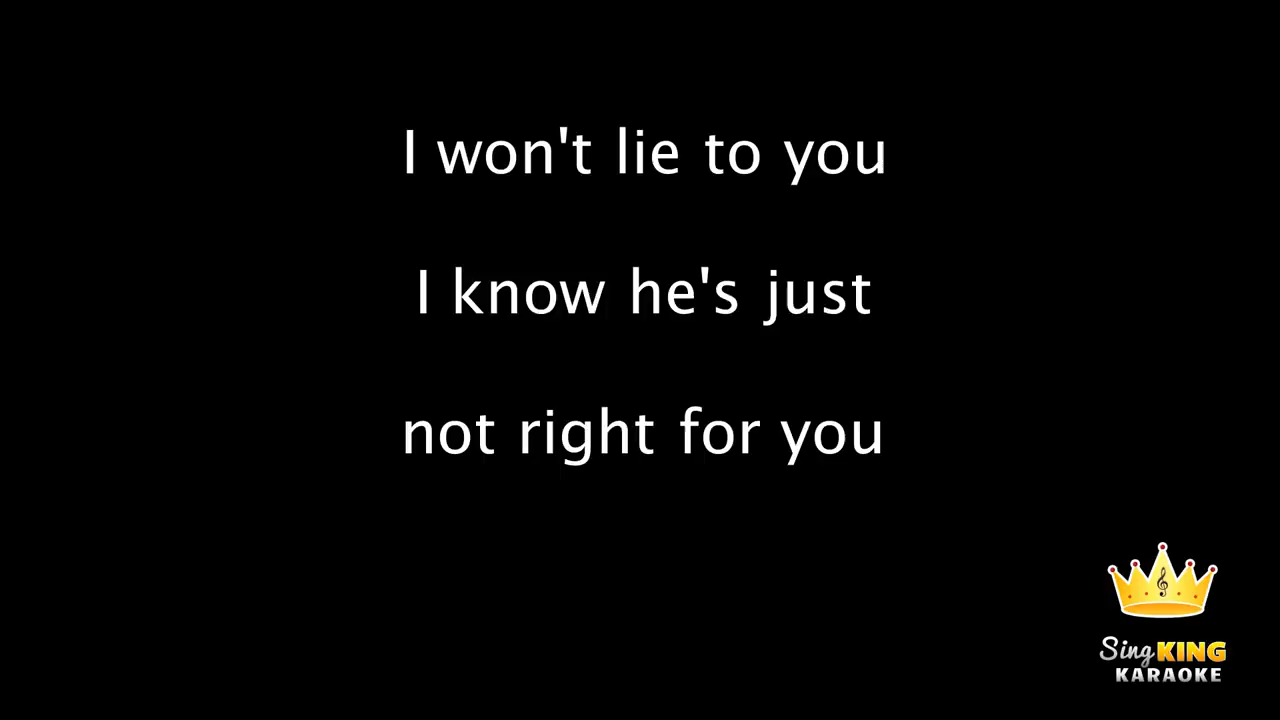 I won't lie to you
I know he's just
not right for you
Sing KING
KARAOKE